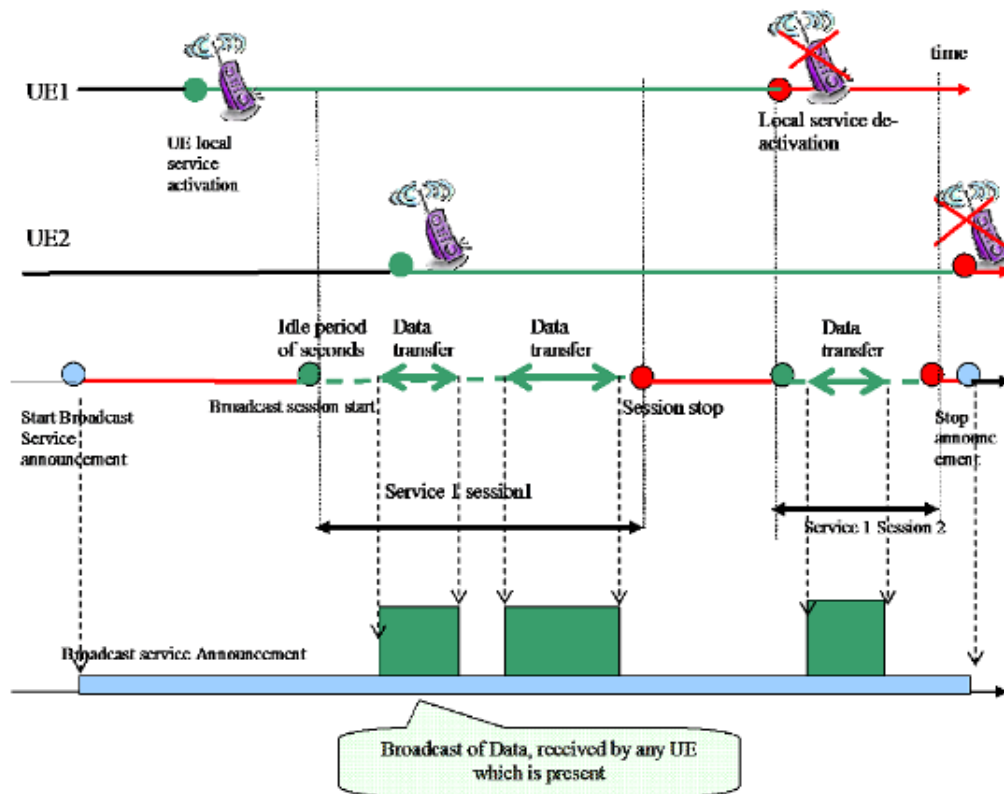 time
UE1
UE local
service
activation
Local service de-
activation
UE2
Idle period
of seconds
Data
transfer
Data
transfer
Data
transfer
Start Broadcast
Service
announcement
Broadcast session start
Session stop
Stop
announc
ement
Service 1 session1
Service 1 Session 2
Broadcast service Announcement
Broadcast of Data, received by any UE
which is present